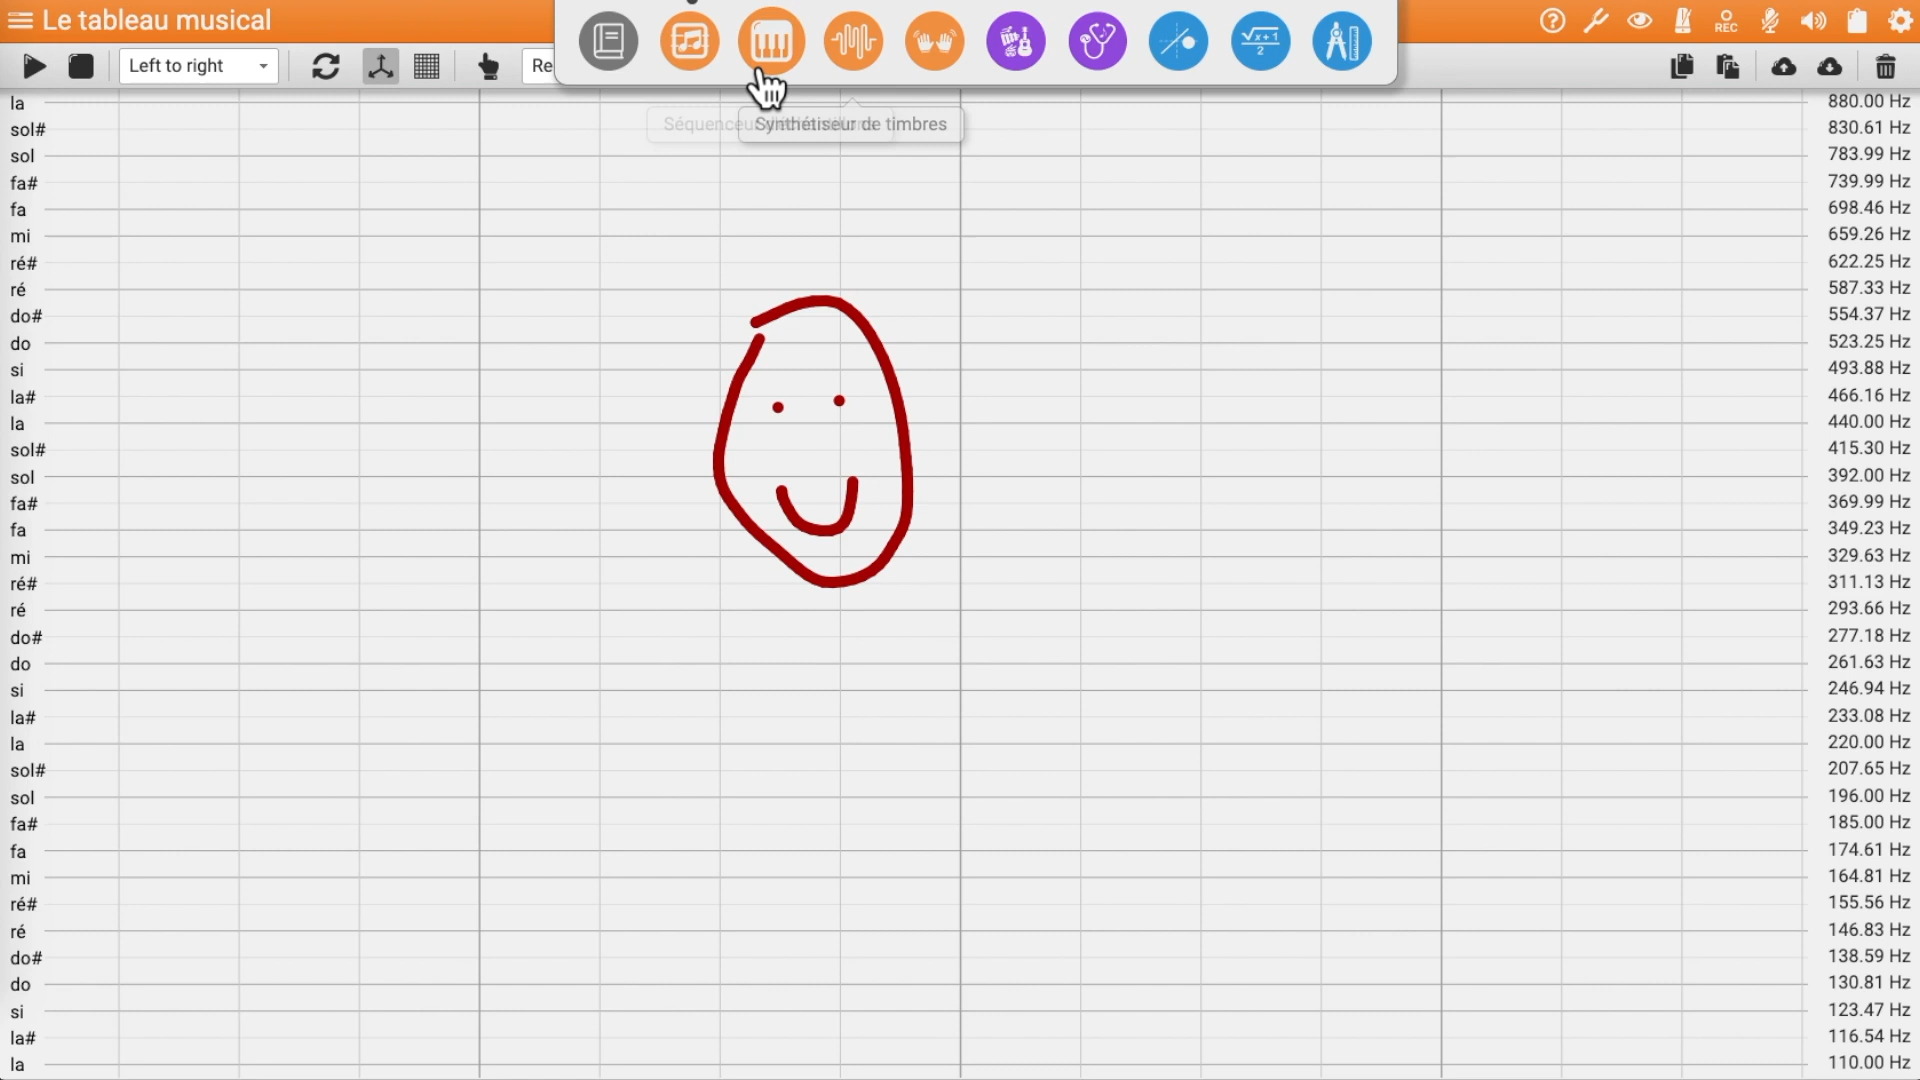 Le tableau musical
REC
√x+1
2
Left to right
Re
Synthétiseur de timbres
la 880.00 Hz
sol# 830.61 Hz
sol 783.99 Hz
fa# 739.99 Hz
fa 698.46 Hz
mi 659.26 Hz
ré# 622.25 Hz
ré 587.33 Hz
do# 554.37 Hz
do 523.25 Hz
si 493.88 Hz
la# 466.16 Hz
la 440.00 Hz
sol# 415.30 Hz
sol 392.00 Hz
fa# 369.99 Hz
fa 349.23 Hz
mi 329.63 Hz
ré# 311.13 Hz
ré 293.66 Hz
do# 277.18 Hz
do 261.63 Hz
si 246.94 Hz
la# 233.08 Hz
la 220.00 Hz
sol# 207.65 Hz
sol 196.00 Hz
fa# 185.00 Hz
fa 174.61 Hz
mi 164.81 Hz
ré# 155.56 Hz
ré 146.83 Hz
do# 138.59 Hz
do 130.81 Hz
si 123.47 Hz
la# 116.54 Hz
la 110.00 Hz